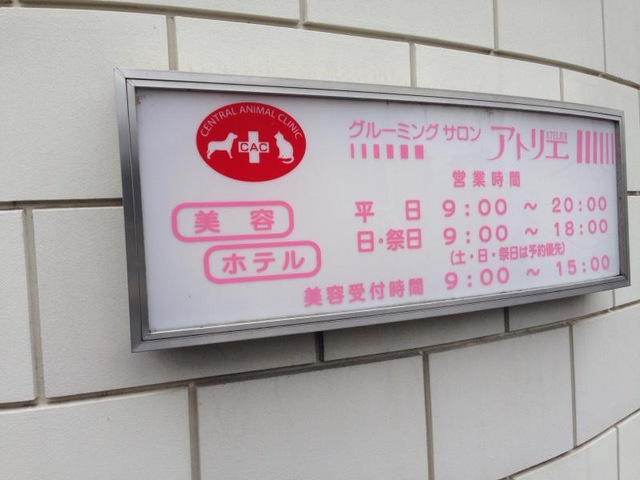 CENTRAL ANIMAL CLINIC
CAC
グルーミング サロン
ATELIER
アトリエ
営業時間
美容
ホテル
平日 9:00 ～ 20:00
日・祭日 9:00 ～ 18:00
(土・日・祭日は予約優先)
美容受付時間 9:00 ～ 15:00